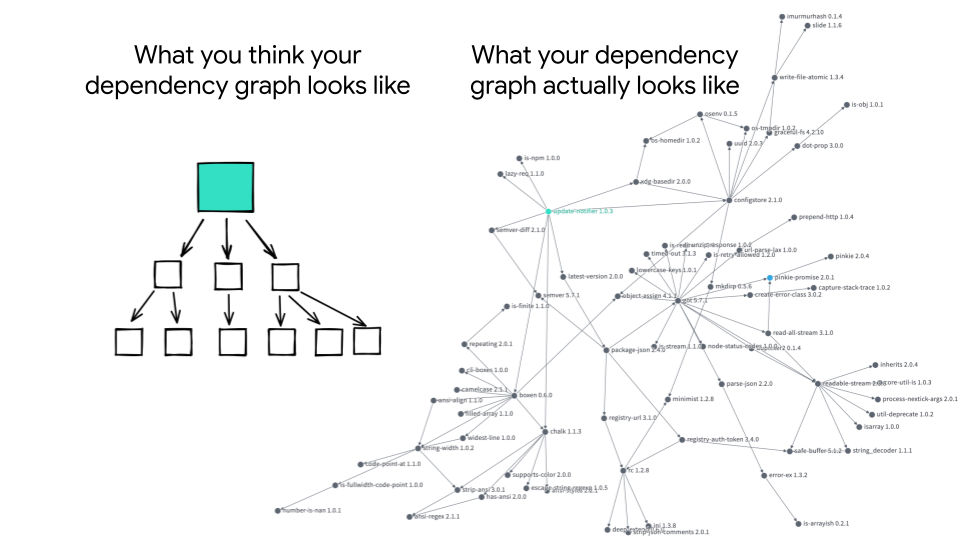 What you think your
dependency graph looks like
What your dependency
graph actually looks like
imurmurhash 0.1.4
slide 1.1.6
write-file-atomic 1.3.4
is-obj 1.0.1
osenv 0.1.5
os-tmpdir 1.0.2
graceful-fs 4.2.10
os-homedir 1.0.2
uuid 2.0.3
dot-prop 3.0.0
is-npm 1.0.0
lazy-req 1.1.0
xdg-basedir 2.0.0
configstore 2.1.0
update-notifier 1.0.3
prepend-http 1.0.4
semver-diff 2.1.0
is-redirect
unzip-response 1.0.2
url-parse-lax 1.0.0
timed-out 3.1.3
is-retry-allowed 1.2.0
pinkie 2.0.4
lowercase-keys 1.0.1
latest-version 2.0.0
pinkie-promise 2.0.1
mkdirp 0.5.6
capture-stack-trace 1.0.2
semver 5.7.1
object-assign 4.1.1
create-error-class 3.0.2
got 5.7.1
is-finite 1.1.0
read-all-stream 3.1.0
repeating 2.0.1
package-json 2.4.0
is-stream 1.1.0
node-status-codes 1.0.0
0.1.4
inherits 2.0.4
cli-boxes 1.0.0
parse-json 2.2.0
readable-stream
core-util-is 1.0.3
camelcase 2.1.1
boxen 0.6.0
ansi-align 1.1.0
minimist 1.2.8
process-nextick-args 2.0.1
filled-array 1.1.0
util-deprecate 1.0.2
registry-url 3.1.0
isarray 1.0.0
chalk 1.1.3
widest-line 1.0.0
registry-auth-token 3.4.0
string-width 1.0.2
safe-buffer 5.1.2
string_decoder 1.1.1
code-point-at 1.1.0
rc 1.2.8
supports-color 2.0.0
error-ex 1.3.2
is-fullwidth-code-point 1.0.0
strip-ansi 3.0.1
escape-string-regexp 1.0.5
ansi-styles 2.2.1
has-ansi 2.0.0
number-is-nan 1.0.1
ansi-regex 2.1.1
is-arrayish 0.2.1
ini 1.3.8
deep-extend
strip-json-comments 2.0.1